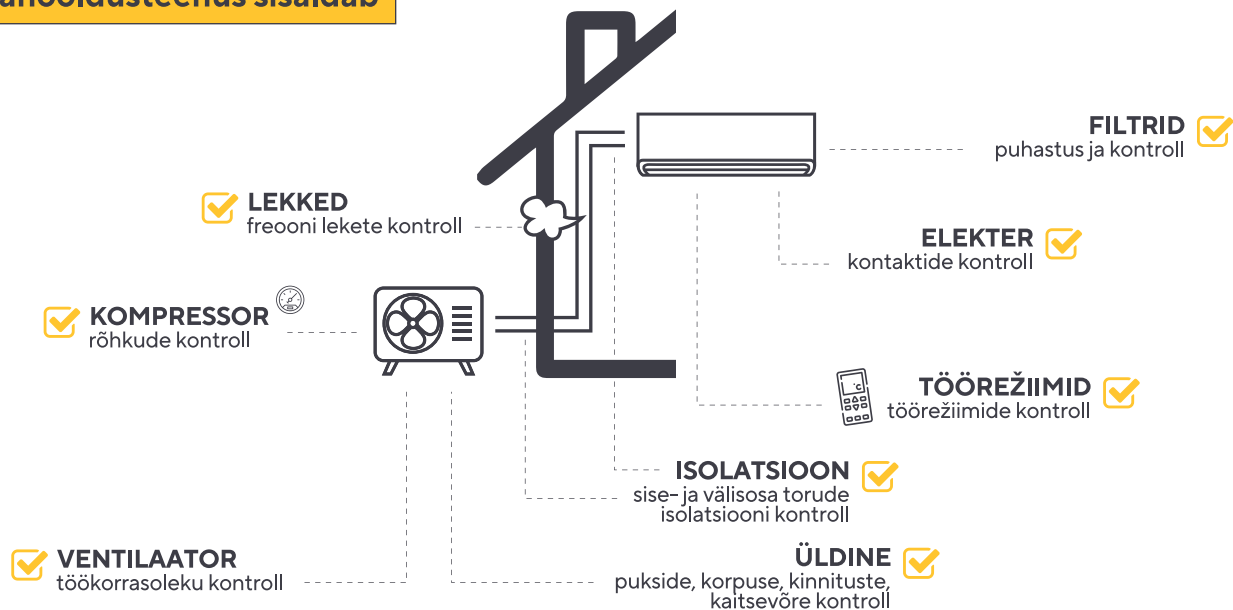 sisaldab
FILTRID
puhastus ja kontroll
LEKKED
freooni lekete kontroll
ELEKTER
kontaktide kontroll
KOMPRESSOR
rõhkude kontroll
°C
TÖÖREŽIIMID
töörežiimide kontroll
ISOLATSIOON
sise- ja välisosa torude
isolatsiooni kontroll
VENTILAATOR
töökorrasoleku kontroll
ÜLDINE
pukside, korpuse, kinnituste,
kaitsevõre kontroll